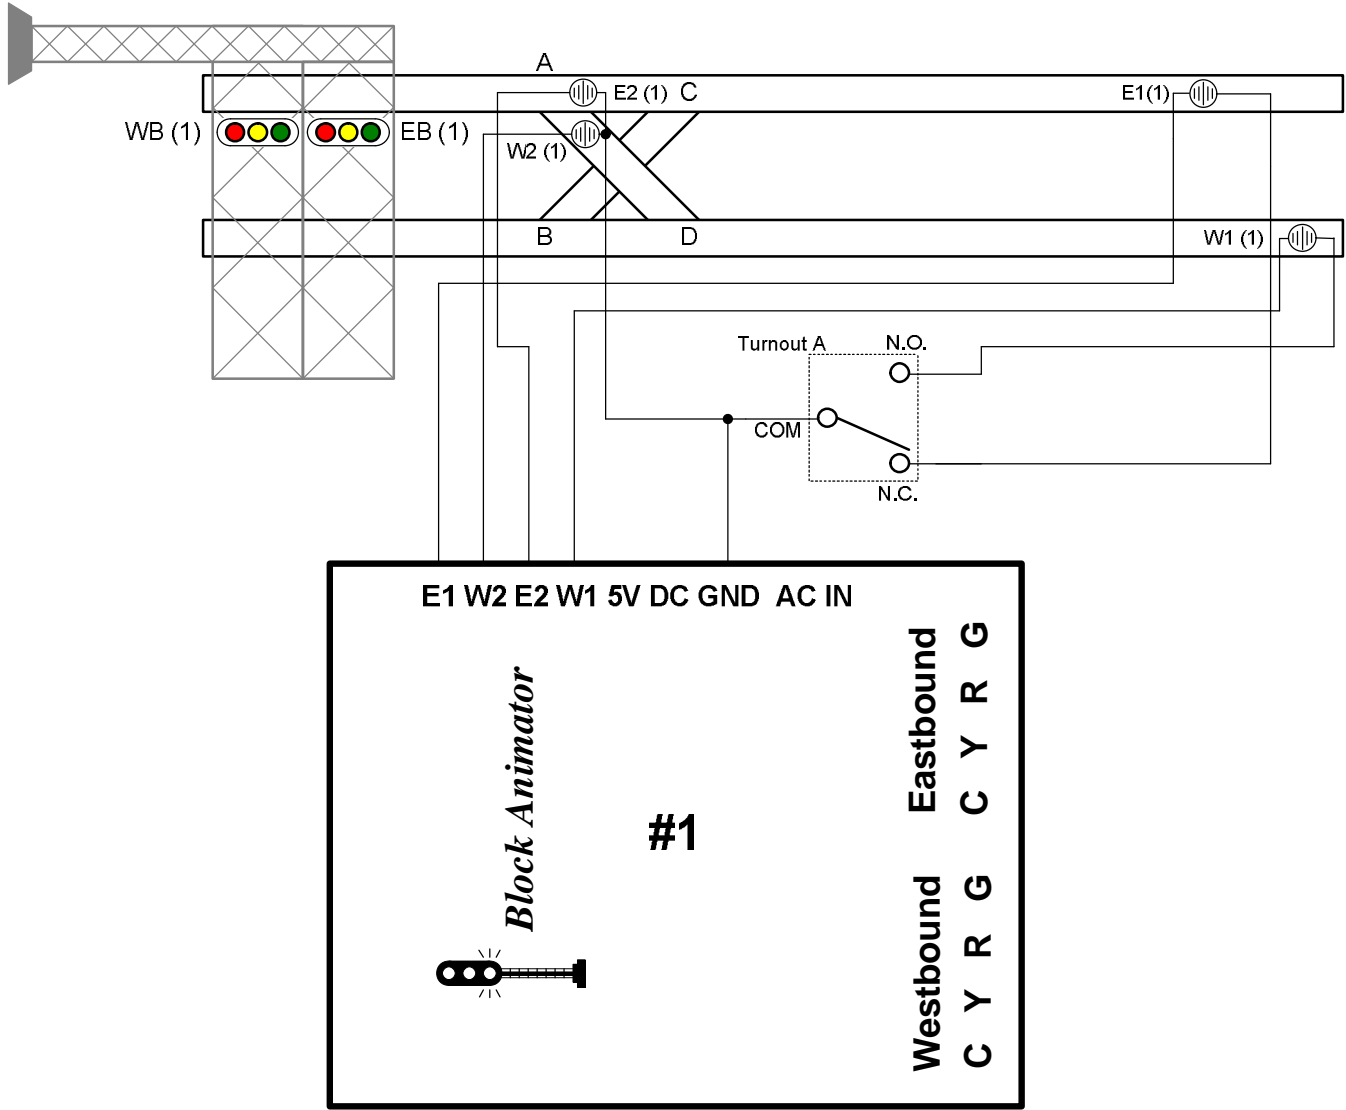 A
E2 (1) C
E1(1)
WB (1)
EB (1)
W2 (1)
B
D
W1 (1)
Turnout A
N.O.
COM
N.C.
E1 W2 E2 W1 5V DC GND AC IN
Block Animator
#1
Eastbound
C Y R G
Westbound
C Y R G